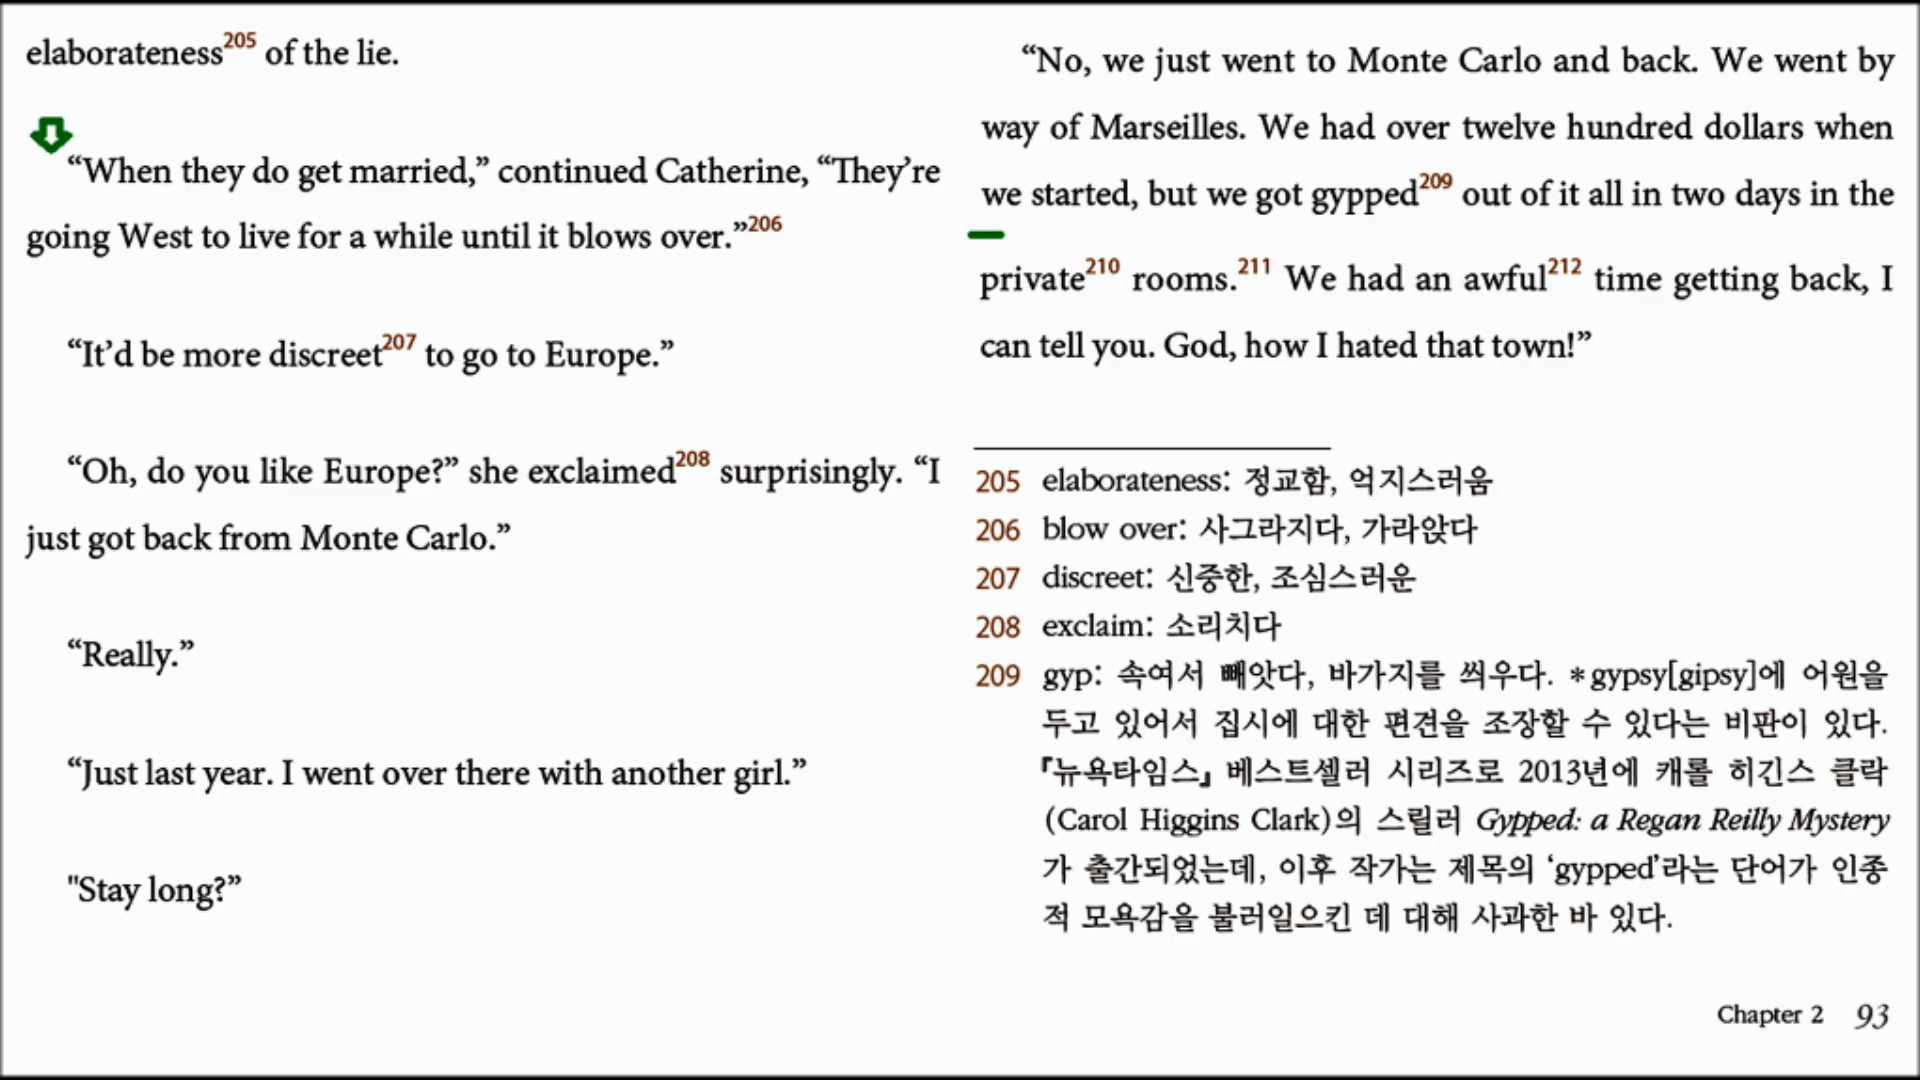 elaborateness205 of the lie.
“When they do get married,” continued Catherine, “They’re
going West to live for a while until it blows over.”206
“It’d be more discreet207 to go to Europe.”
“Oh, do you like Europe?” she exclaimed208 surprisingly. “I
just got back from Monte Carlo.”
“Really.”
“Just last year. I went over there with another girl.”
"Stay long?”
“No, we just went to Monte Carlo and back. We went by
way of Marseilles. We had over twelve hundred dollars when
we started, but we got gypped209 out of it all in two days in the
private210 rooms.211 We had an awful212 time getting back, I
can tell you. God, how I hated that town!”
205 elaborateness: 정교함, 억지스러움
206 blow over: 사그라지다, 가라앉다
207 discreet: 신중한, 조심스러운
208 exclaim: 소리치다
209 gyp: 속여서 빼앗다, 바가지를 씌우다. *gypsy[gipsy]에 어원을
두고 있어서 집시에 대한 편견을 조장할 수 있다는 비판이 있다.
『뉴욕타임스』 베스트셀러 시리즈로 2013년에 캐롤 히긴스 클락
(Carol Higgins Clark)의 스릴러 Gypped: a Regan Reilly Mystery
가 출간되었는데, 이후 작가는 제목의 ‘gypped’라는 단어가 인종
적 모욕감을 불러일으킨 데 대해 사과한 바 있다.
Chapter 2 93